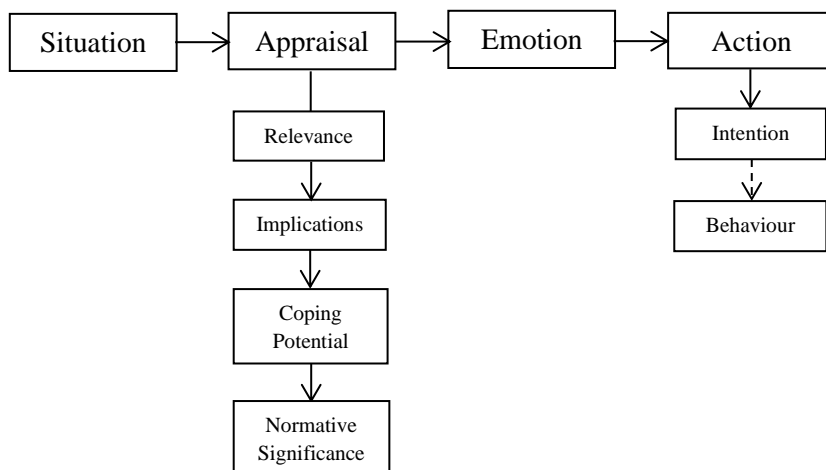 Situation
Appraisal
Emotion
Action
Relevance
Intention
Implications
Behaviour
Coping
Potential
Normative
Significance